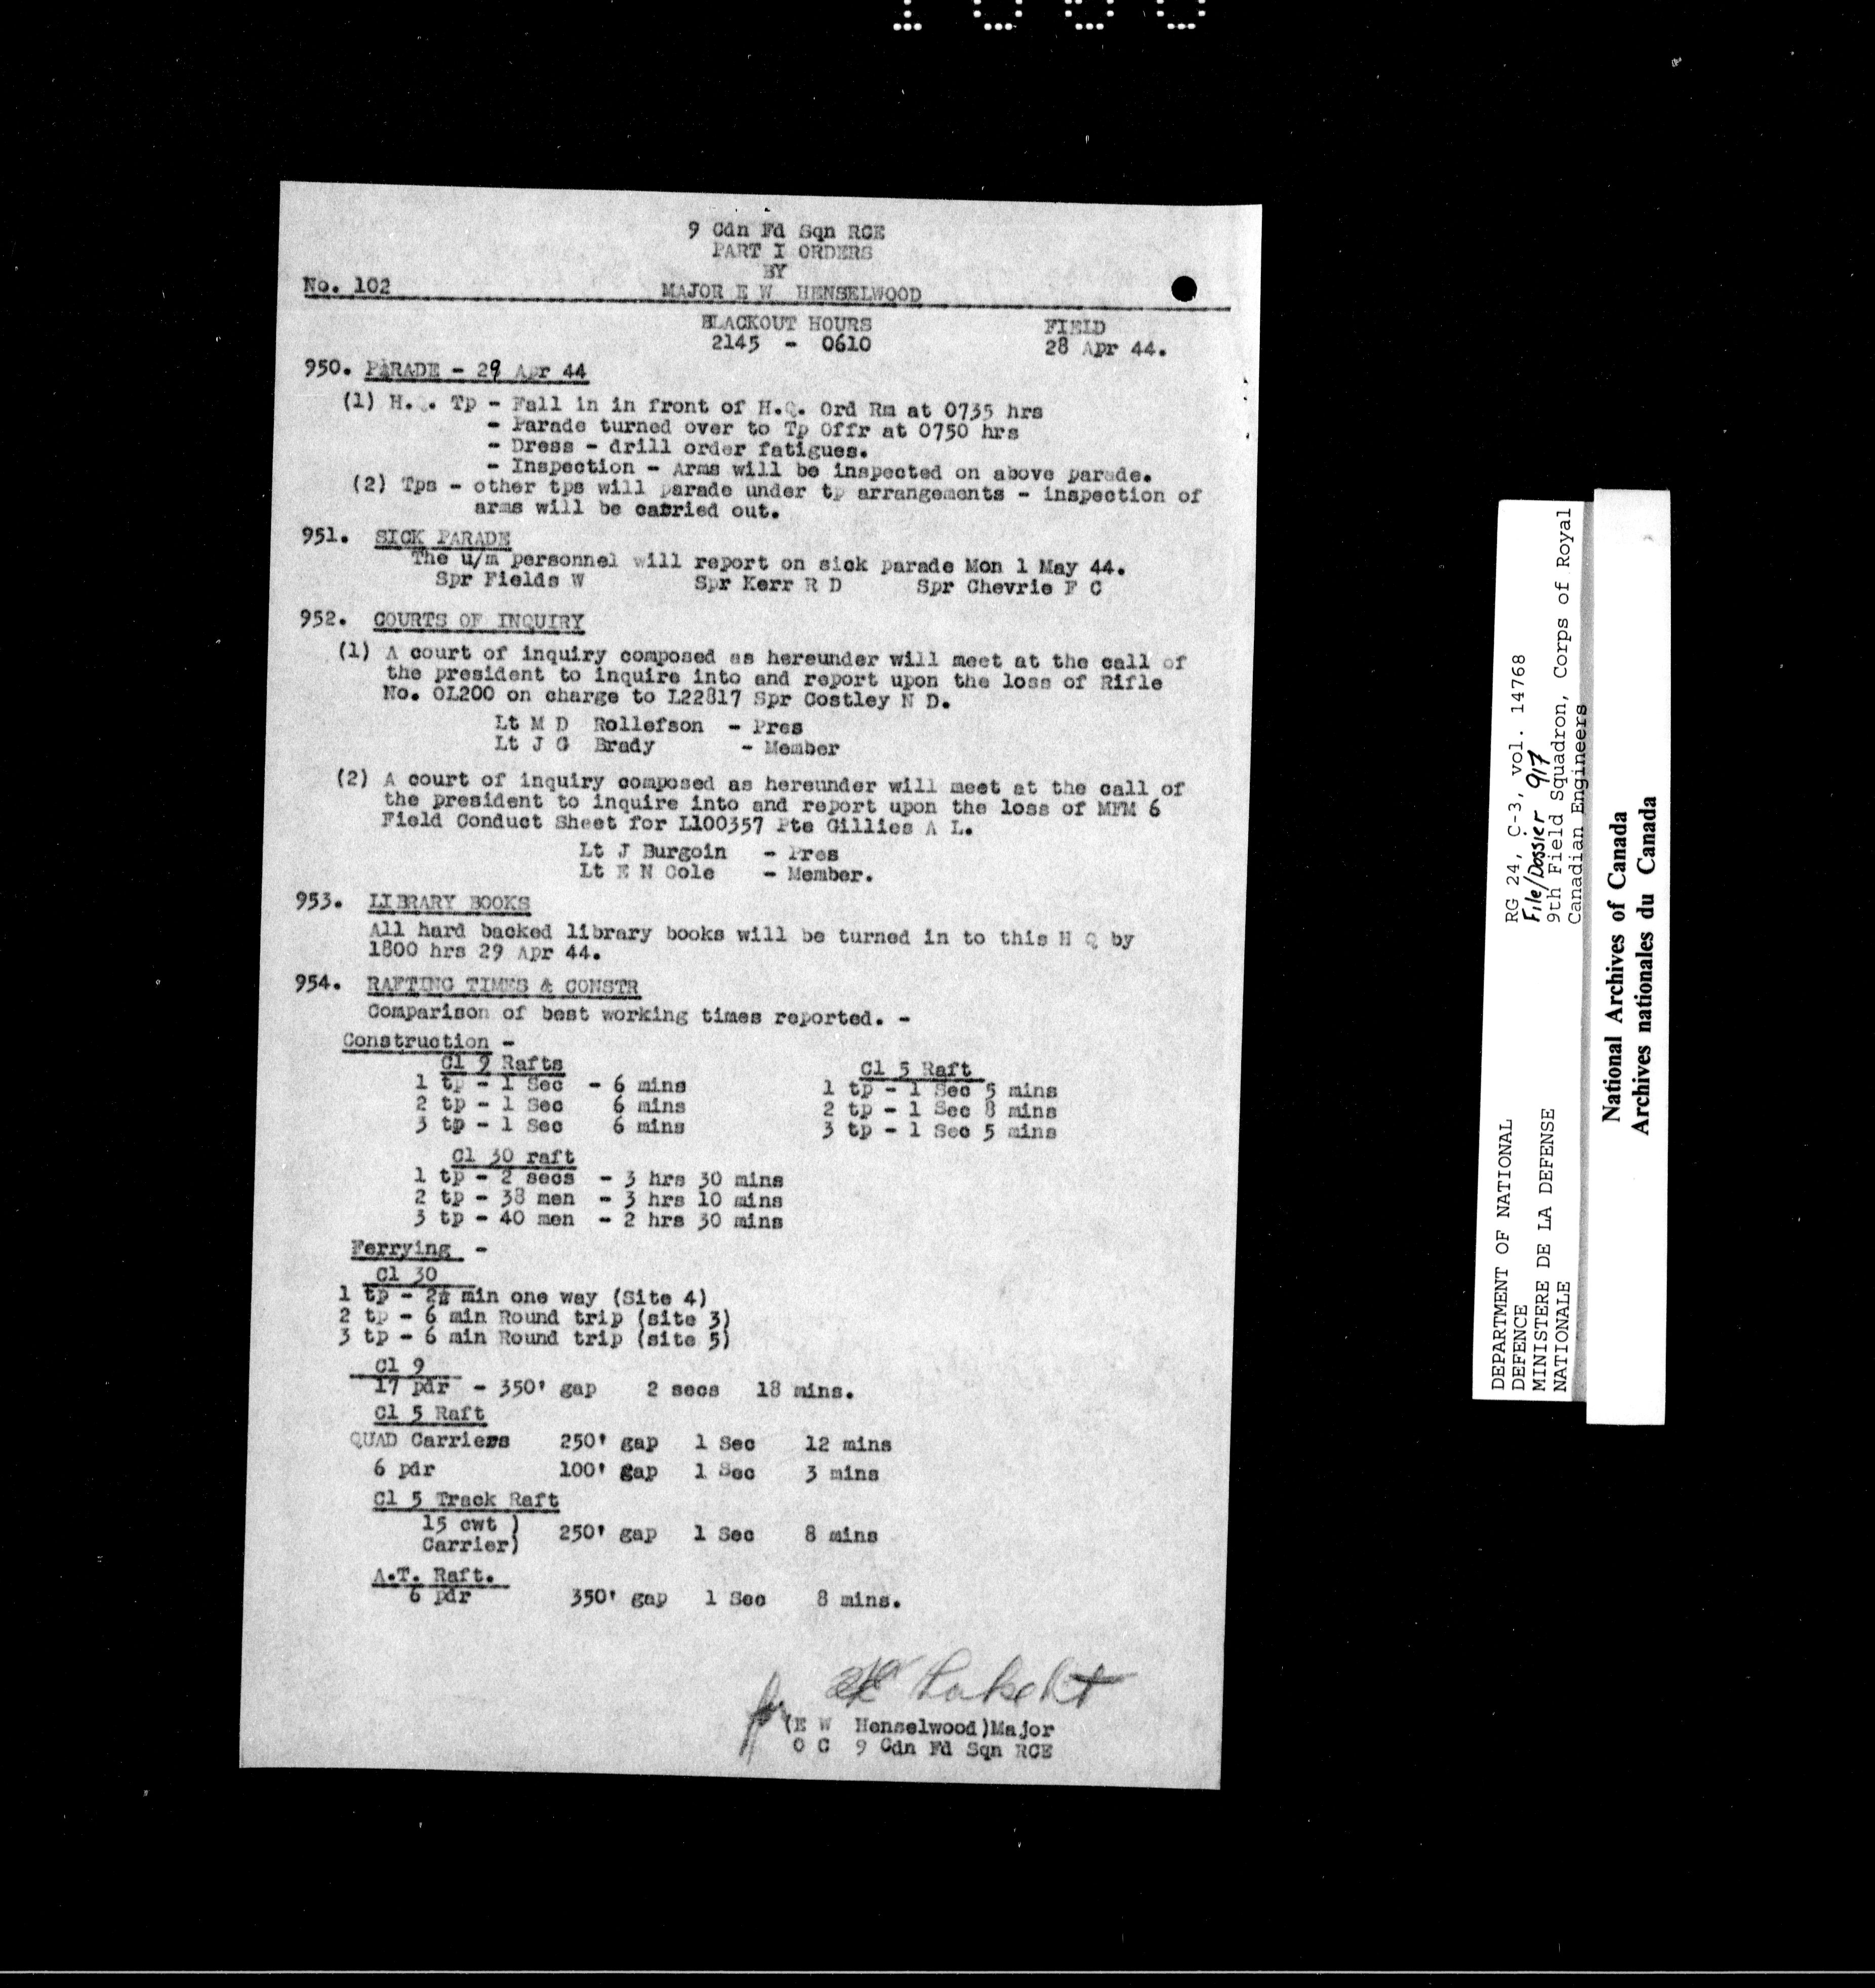 9 Cdn Fd Sqn RCE
PART I ORDERS
BY
No. 102 MAJOR E W HENSELWOOD
BLACKOUT HOURS FIELD
2145 - 0610 28 Apr 44.
950. PARADE - 29 Apr 44
(1) H.Q. Tp - Fall in in front of H.Q. Ord Rm at 0735 hrs
- Parade turned over to Tp Offr at 0750 hrs
- Dress - drill order fatigues.
- Inspection - Arms will be inspected on above parade.
(2) Tps - other tps will parade under tp arrangements - inspection of
arms will be carried out.
951. SICK PARADE
The u/m personnel will report on sick parade Mon 1 May 44.
Spr Fields W Spr Kerr R D Spr Chevrie F C
952. COURTS OF INQUIRY
(1) A court of inquiry composed as hereunder will meet at the call of
the president to inquire into and report upon the loss of Rifle
No. OL200 on charge to L22817 Spr Costley N D.
Lt M D Rollefson - Pres
Lt J G Brady - Member
(2) A court of inquiry composed as hereunder will meet at the call of
the president to inquire into and report upon the loss of MFM 6
Field Conduct Sheet for L100357 Pte Gillies A L.
Lt J Burgoin - Pres
Lt E N Cole - Member.
953. LIBRARY BOOKS
All hard backed library books will be turned in to this H Q by
1800 hrs 29 Apr 44.
954. RAFTING TIMES & CONSTR
Comparison of best working times reported. -
Construction -
Cl 9 Rafts Cl 5 Raft
1 tp - 1 Sec - 6 mins 1 tp - 1 Sec 5 mins
2 tp - 1 Sec 6 mins 2 tp - 1 Sec 8 mins
3 tp - 1 Sec 6 mins 3 tp - 1 Sec 5 mins
Cl 30 raft
1 tp - 2 secs - 3 hrs 30 mins
2 tp - 38 men - 3 hrs 10 mins
3 tp - 40 men - 2 hrs 30 mins
Ferrying -
Cl 30
1 tp - 2½ min one way (Site 4)
2 tp - 6 min Round trip (site 3)
3 tp - 6 min Round trip (site 5)
Cl 9
17 pdr - 350' gap 2 secs 18 mins.
Cl 5 Raft
QUAD Carriers 250' gap 1 Sec 12 mins
6 pdr 100' gap 1 Sec 3 mins
Cl 5 Track Raft
15 cwt )
Carrier) 250' gap 1 Sec 8 mins
A.T. Raft.
6 pdr 350' gap 1 Sec 8 mins.
for
(E W Henselwood)Major
O C 9 Cdn Fd Sqn RCE
DEPARTMENT OF NATIONAL RG 24, C-3, vol. 14768
DEFENCE File/Dossier 917
MINISTERE DE LA DEFENSE 9th Field Squadron, Corps of Royal
NATIONALE Canadian Engineers
National Archives of Canada
Archives nationales du Canada